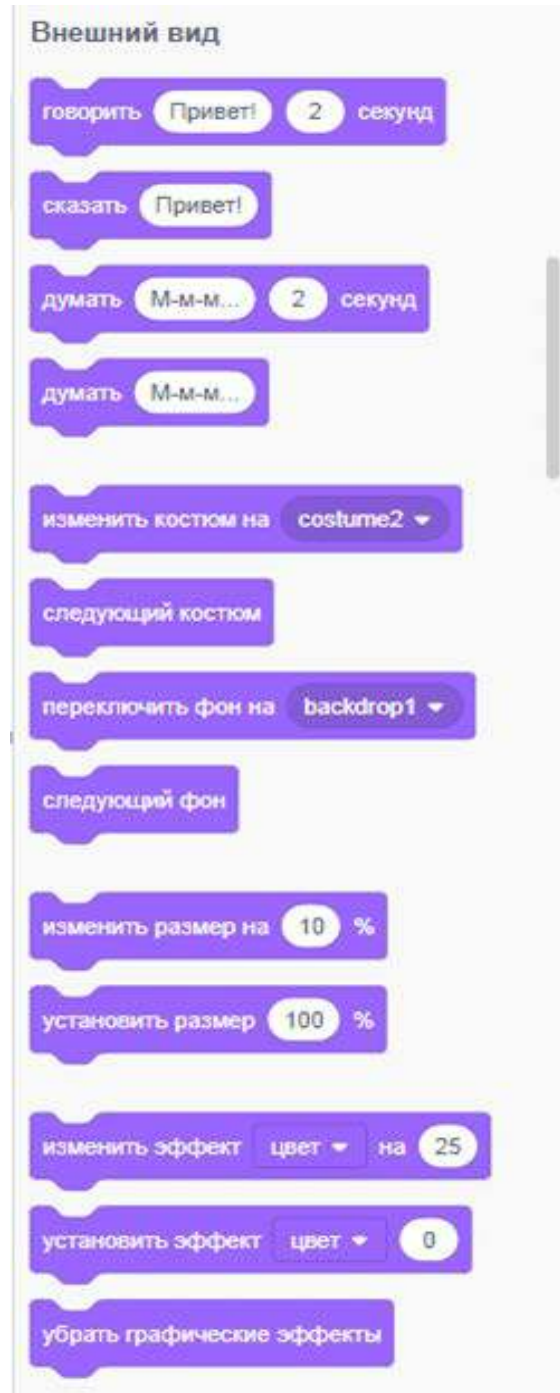 Внешний вид
говорить Привет! 2 секунд
сказать Привет!
думать М-м-м... 2 секунд
думать М-м-м...
изменить костюм на costume2
следующий костюм
переключить фон на backdrop1
следующий фон
изменить размер на 10 %
установить размер 100 %
изменить эффект цвет на 25
установить эффект цвет 0
убрать графические эффекты